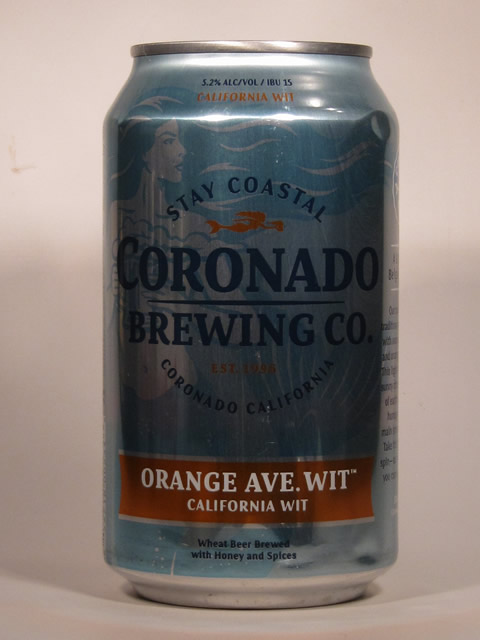 5.2% ALC/VOL / IBU 15
CALIFORNIA WIT
STAY COASTAL
CORONADO
BREWING CO.
EST. 1996
CORONADO CALIFORNIA
ORANGE AVE. WIT™
CALIFORNIA WIT
Wheat Beer Brewed
with Honey and Spices